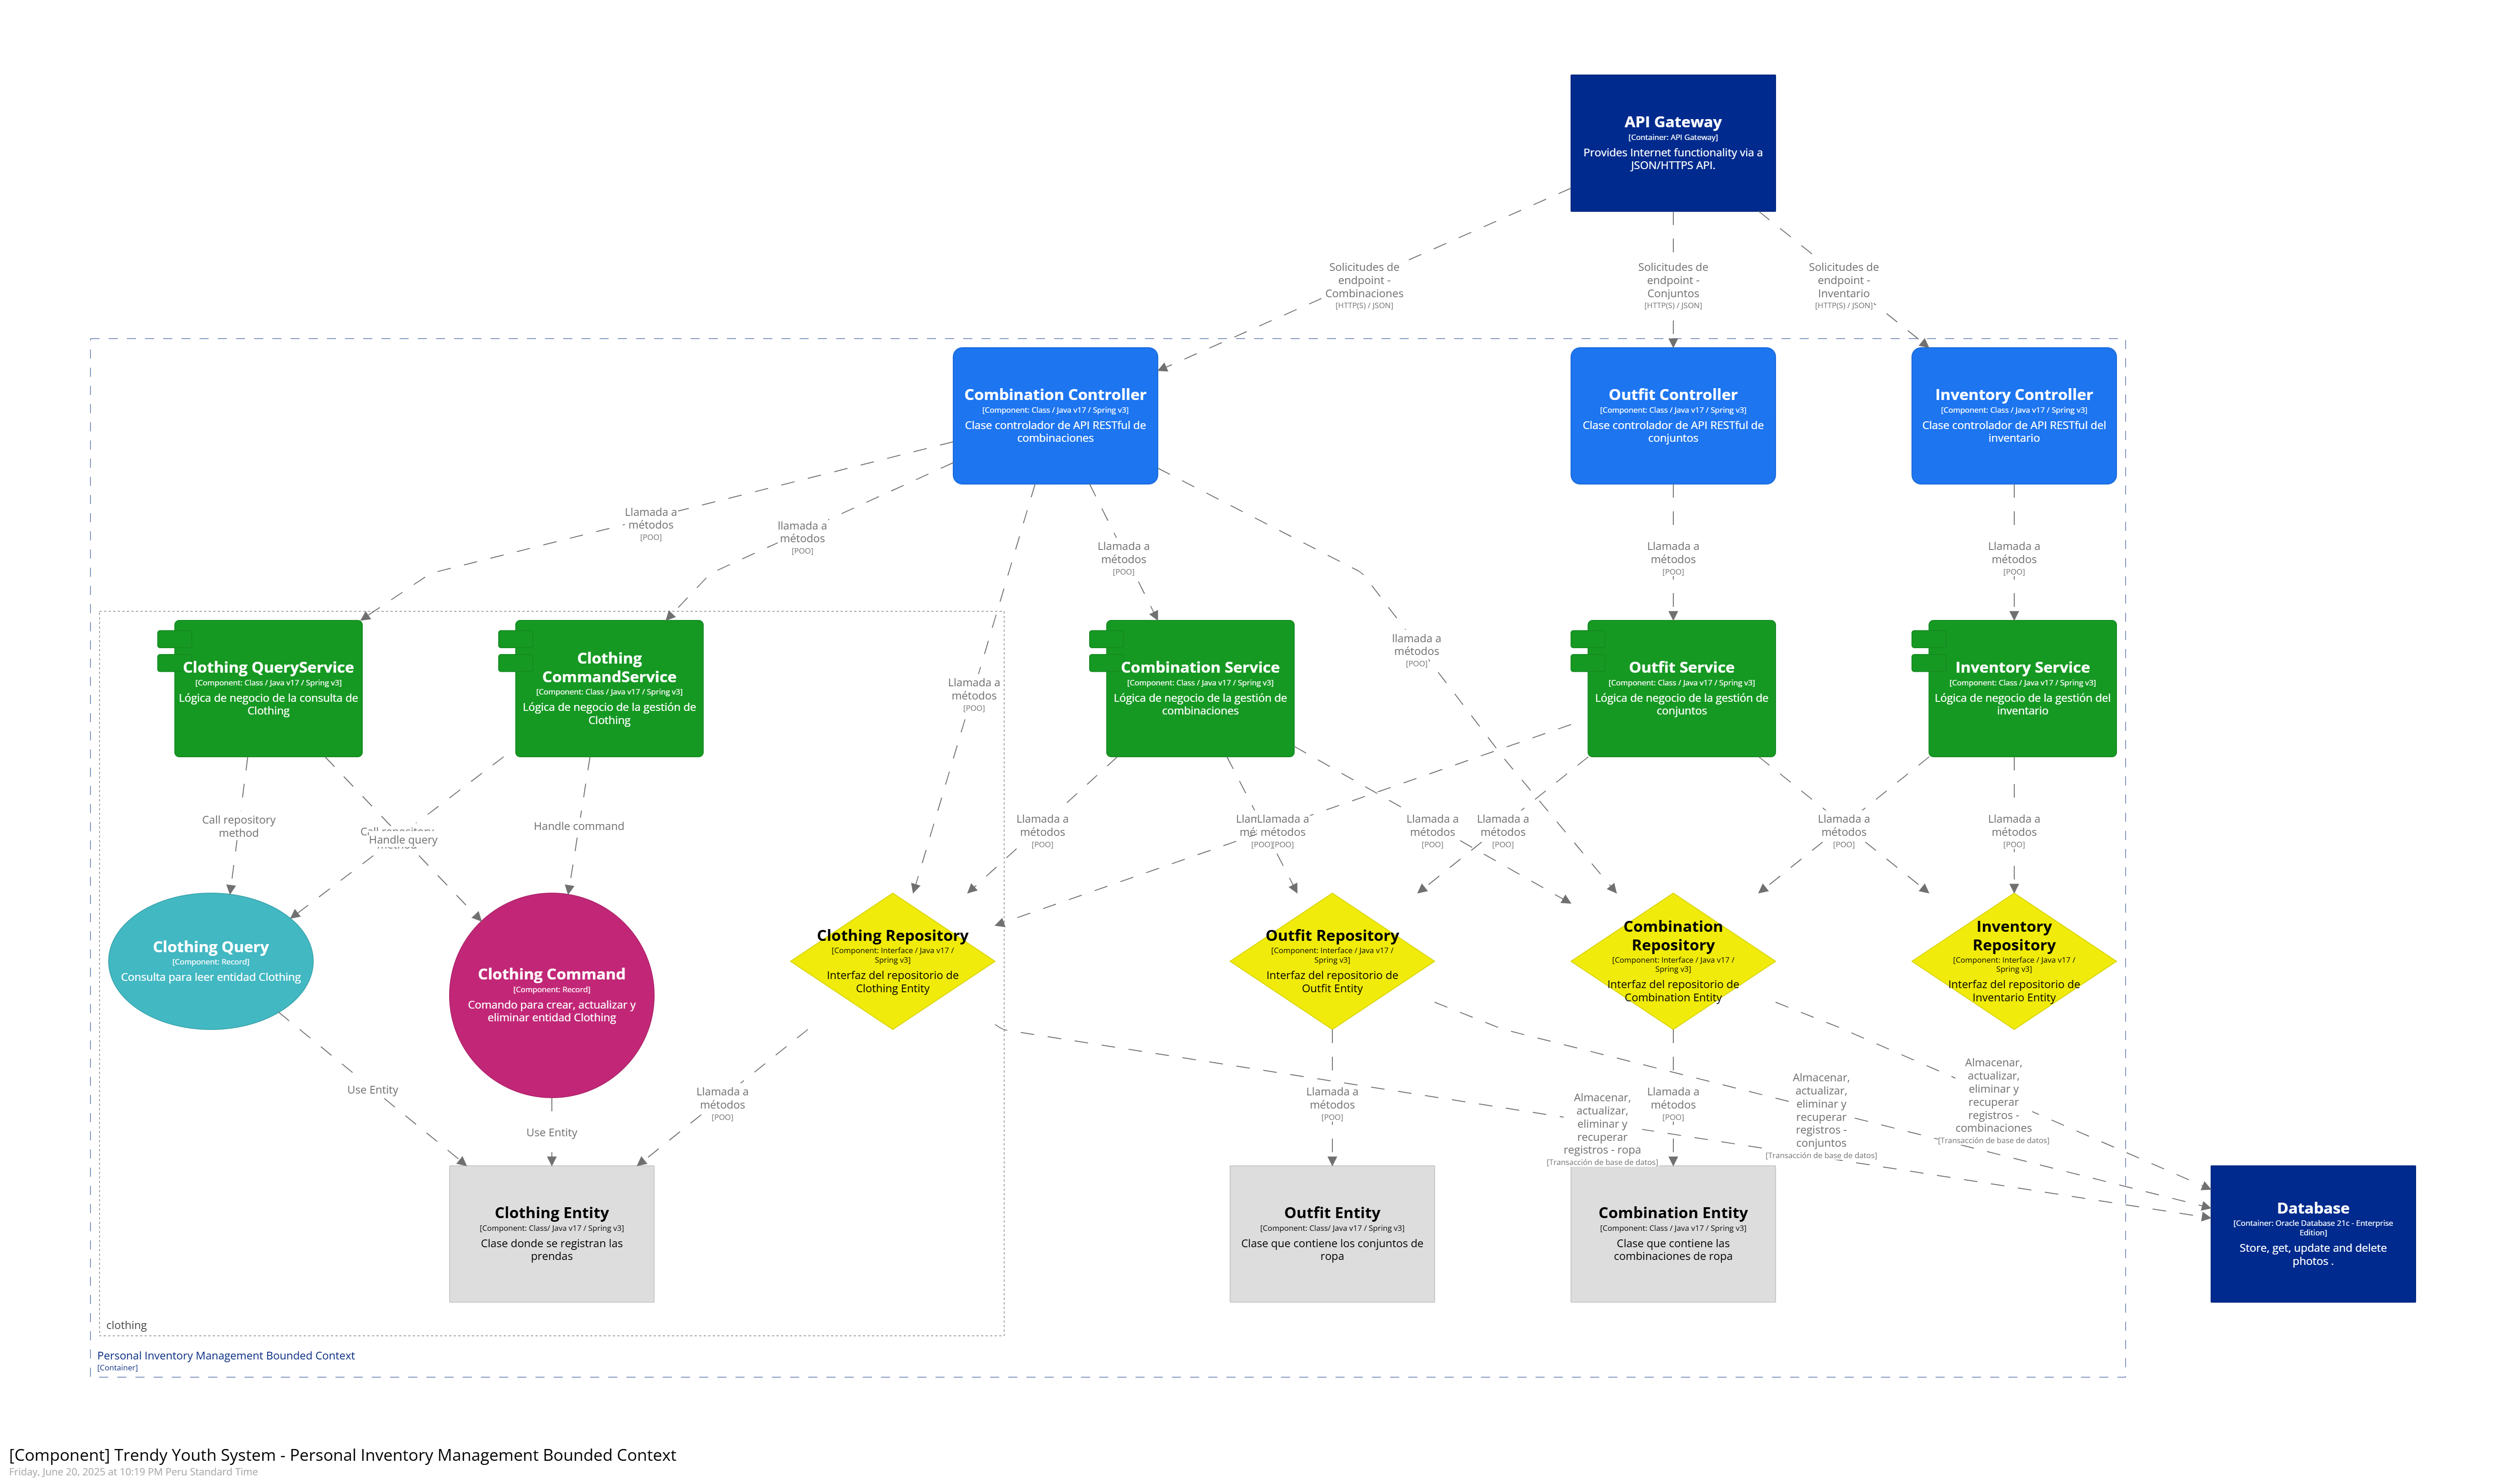 API Gateway
[Container: API Gateway]
Provides Internet functionality via a
JSON/HTTPS API.
Solicitudes de
endpoint -
Combinaciones
[HTTP(S) / JSON]
Solicitudes de
endpoint -
Conjuntos
[HTTP(S) / JSON]
Solicitudes de
endpoint -
Inventario
[HTTP(S) / JSON]
Combination Controller
[Component: Class / Java v17 / Spring v3]
Clase controlador de API RESTful de
combinaciones
Outfit Controller
[Component: Class / Java v17 / Spring v3]
Clase controlador de API RESTful de
conjuntos
Inventory Controller
[Component: Class / Java v17 / Spring v3]
Clase controlador de API RESTful del
inventario
Llamada a
métodos
[POO]
llamada a
métodos
[POO]
Llamada a
métodos
[POO]
Llamada a
métodos
[POO]
Llamada a
métodos
[POO]
llamada a
métodos
[POO]
Llamada a
métodos
[POO]
Clothing QueryService
[Component: Class / Java v17 / Spring v3]
Lógica de negocio de la consulta de
Clothing
Clothing
CommandService
[Component: Class / Java v17 / Spring v3]
Lógica de negocio de la gestión de
Clothing
Combination Service
[Component: Class / Java v17 / Spring v3]
Lógica de negocio de la gestión de
combinaciones
Outfit Service
[Component: Class / Java v17 / Spring v3]
Lógica de negocio de la gestión de
conjuntos
Inventory Service
[Component: Class / Java v17 / Spring v3]
Lógica de negocio de la gestión del
inventario
Call repository
method
Handle query
Handle command
Llamada a
métodos
[POO]
Llamada a
métodos
[POO]
Llamada a
métodos
[POO]
Llamada a
métodos
[POO]
Llamada a
métodos
[POO]
Llamada a
métodos
[POO]
Clothing Query
[Component: Record]
Consulta para leer entidad Clothing
Clothing Command
[Component: Record]
Comando para crear, actualizar y
eliminar entidad Clothing
Clothing Repository
[Component: Interface / Java v17 /
Spring v3]
Interfaz del repositorio de
Clothing Entity
Outfit Repository
[Component: Interface / Java v17 /
Spring v3]
Interfaz del repositorio de
Outfit Entity
Combination
Repository
[Component: Interface / Java v17 /
Spring v3]
Interfaz del repositorio de
Combination Entity
Inventory
Repository
[Component: Interface / Java v17 /
Spring v3]
Interfaz del repositorio de
Inventario Entity
Use Entity
Use Entity
Llamada a
métodos
[POO]
Llamada a
métodos
[POO]
Almacenar,
actualizar,
eliminar y
recuperar
registros - ropa
[Transacción de base de datos]
Llamada a
métodos
[POO]
Almacenar,
actualizar,
eliminar y
recuperar
registros -
conjuntos
[Transacción de base de datos]
Almacenar,
actualizar,
eliminar y
recuperar
registros -
combinaciones
[Transacción de base de datos]
Clothing Entity
[Component: Class/ Java v17 / Spring v3]
Clase donde se registran las
prendas
Outfit Entity
[Component: Class/ Java v17 / Spring v3]
Clase que contiene los conjuntos de
ropa
Combination Entity
[Component: Class / Java v17 / Spring v3]
Clase que contiene las
combinaciones de ropa
Database
[Container: Oracle Database 21c - Enterprise
Edition]
Store, get, update and delete
photos .
clothing
Personal Inventory Management Bounded Context
[Container]
[Component] Trendy Youth System - Personal Inventory Management Bounded Context
Friday, June 20, 2025 at 10:19 PM Peru Standard Time